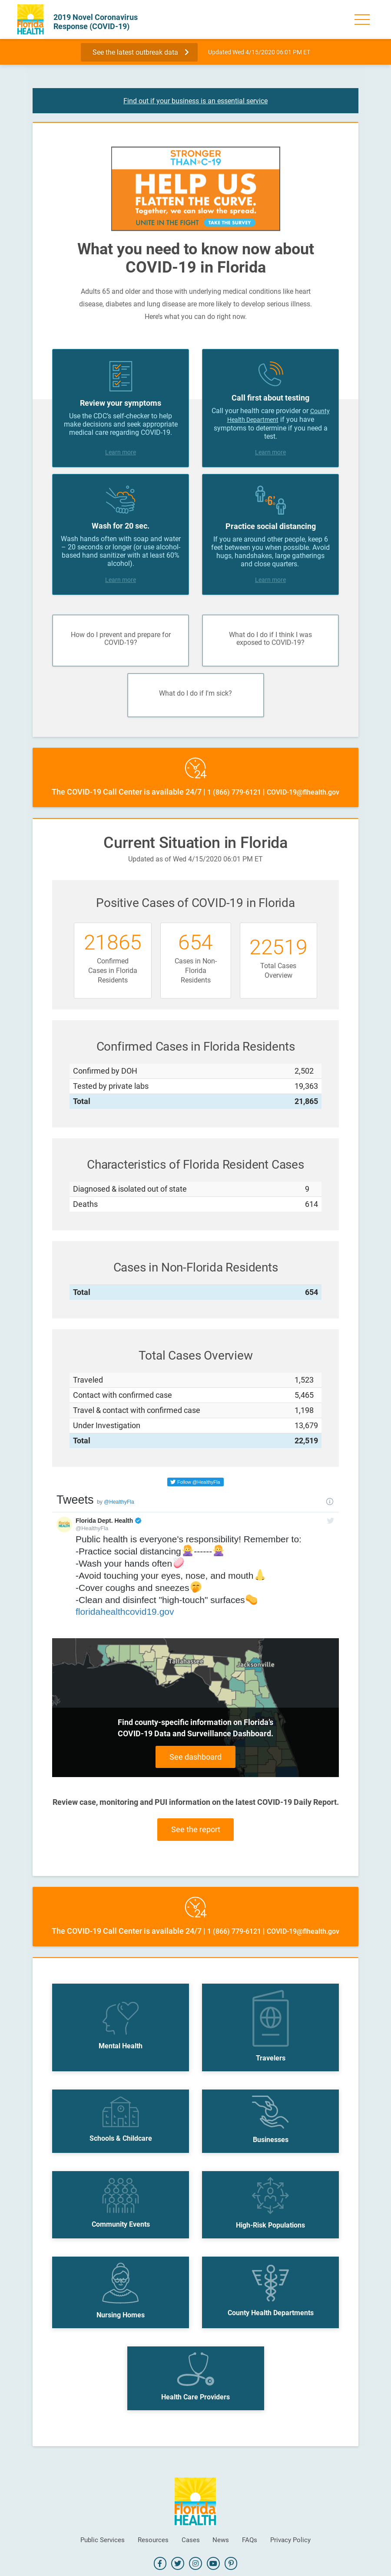 Florida
HEALTH
2019 Novel Coronavirus
Response (COVID-19)
See the latest outbreak data
Updated Wed 4/15/2020 06:01 PM ET
Find out if your business is an essential service
STRONGER
THAN C-19
HELP US
FLATTEN THE CURVE.
Together, we can slow the spread.
UNITE IN THE FIGHT TAKE THE SURVEY
What you need to know now about
COVID-19 in Florida
Adults 65 and older and those with underlying medical conditions like heart
disease, diabetes and lung disease are more likely to develop serious illness.
Here's what you can do right now.
Review your symptoms
Use the CDC's self-checker to help
make decisions and seek appropriate
medical care regarding COVID-19.
Learn more
Call first about testing
Call your health care provider or County
Health Department if you have
symptoms to determine if you need a
test.
Learn more
Wash for 20 sec.
Wash hands often with soap and water
– 20 seconds or longer (or use alcohol-
based hand sanitizer with at least 60%
alcohol).
Learn more
6'
Practice social distancing
If you are around other people, keep 6
feet between you when possible. Avoid
hugs, handshakes, large gatherings
and close quarters.
Learn more
How do I prevent and prepare for
COVID-19?
What do I do if I think I was
exposed to COVID-19?
What do I do if I'm sick?
24
The COVID-19 Call Center is available 24/7 | 1 (866) 779-6121 | COVID-19@flhealth.gov
Current Situation in Florida
Updated as of Wed 4/15/2020 06:01 PM ET
Positive Cases of COVID-19 in Florida
21865
Confirmed
Cases in Florida
Residents
654
Cases in Non-
Florida
Residents
22519
Total Cases
Overview
Confirmed Cases in Florida Residents
Confirmed by DOH 2,502
Tested by private labs 19,363
Total 21,865
Characteristics of Florida Resident Cases
Diagnosed & isolated out of state 9
Deaths 614
Cases in Non-Florida Residents
Total 654
Total Cases Overview
Traveled 1,523
Contact with confirmed case 5,465
Travel & contact with confirmed case 1,198
Under Investigation 13,679
Total 22,519
Follow @HealthyFla
Tweets by @HealthyFla
Florida Dept. Health
@HealthyFla
Public health is everyone's responsibility! Remember to:
-Practice social distancing🙎‍♀️------🙎‍♀️
-Wash your hands often🧼
-Avoid touching your eyes, nose, and mouth👃
-Cover coughs and sneezes🤭
-Clean and disinfect "high-touch" surfaces🧽
floridahealthcovid19.gov
Tallahassee
Jacksonville
Find county-specific information on Florida's
COVID-19 Data and Surveillance Dashboard.
See dashboard
Review case, monitoring and PUI information on the latest COVID-19 Daily Report.
See the report
24
The COVID-19 Call Center is available 24/7 | 1 (866) 779-6121 | COVID-19@flhealth.gov
Mental Health
Travelers
Schools & Childcare
Businesses
Community Events
High-Risk Populations
Nursing Homes
County Health Departments
Health Care Providers
Florida
HEALTH
Public Services Resources Cases News FAQs Privacy Policy